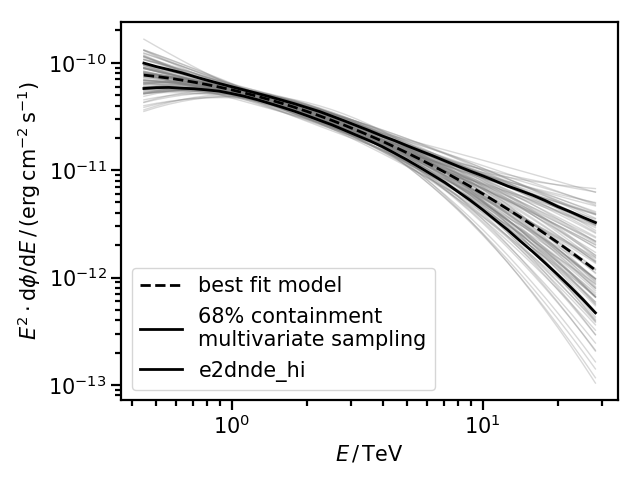 10⁻¹⁰
10⁻¹¹
10⁻¹²
10⁻¹³
E² · dϕ/dE / (erg cm⁻² s⁻¹)
best fit model
68% containment
multivariate sampling
e2dnde_hi
10⁰
10¹
E / TeV